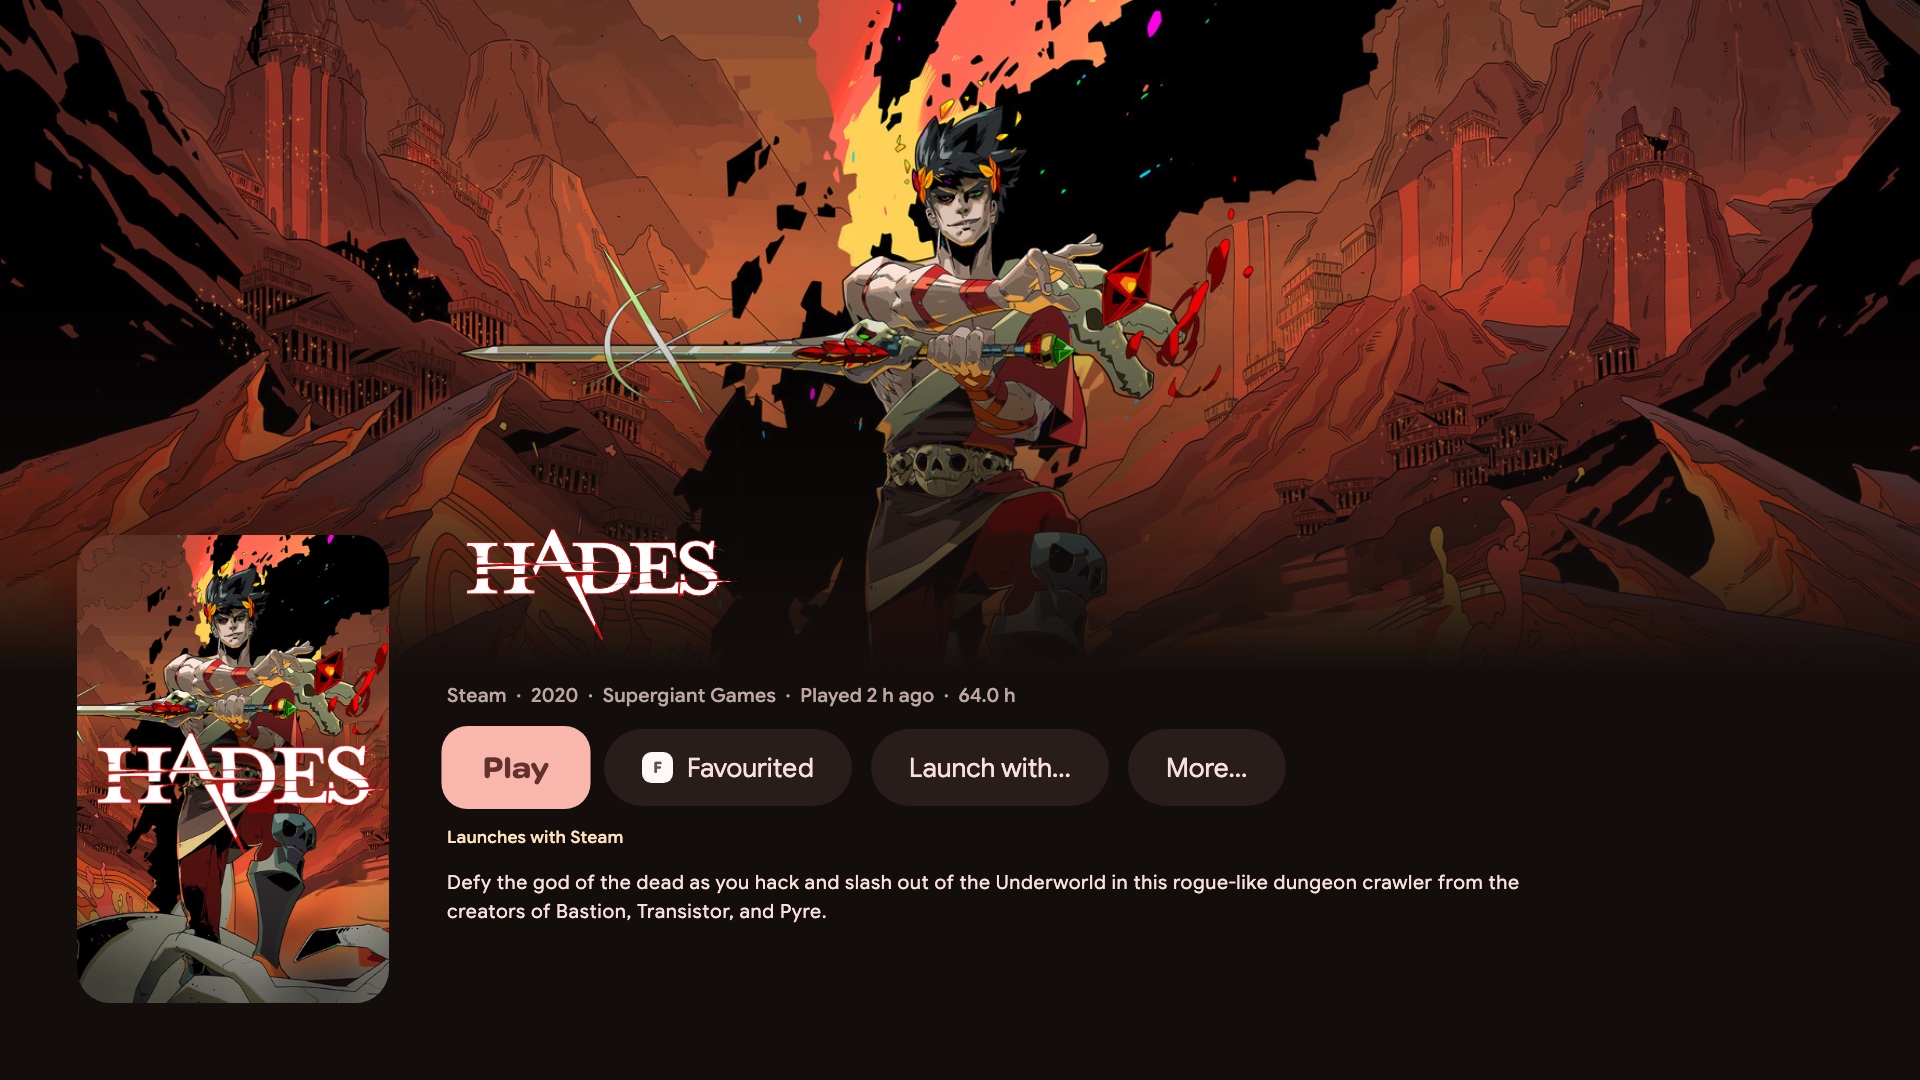 HADES
HADES
Steam · 2020 · Supergiant Games · Played 2 h ago · 64.0 h
Play
F Favourited
Launch with...
More...
Launches with Steam
Defy the god of the dead as you hack and slash out of the Underworld in this rogue-like dungeon crawler from the
creators of Bastion, Transistor, and Pyre.